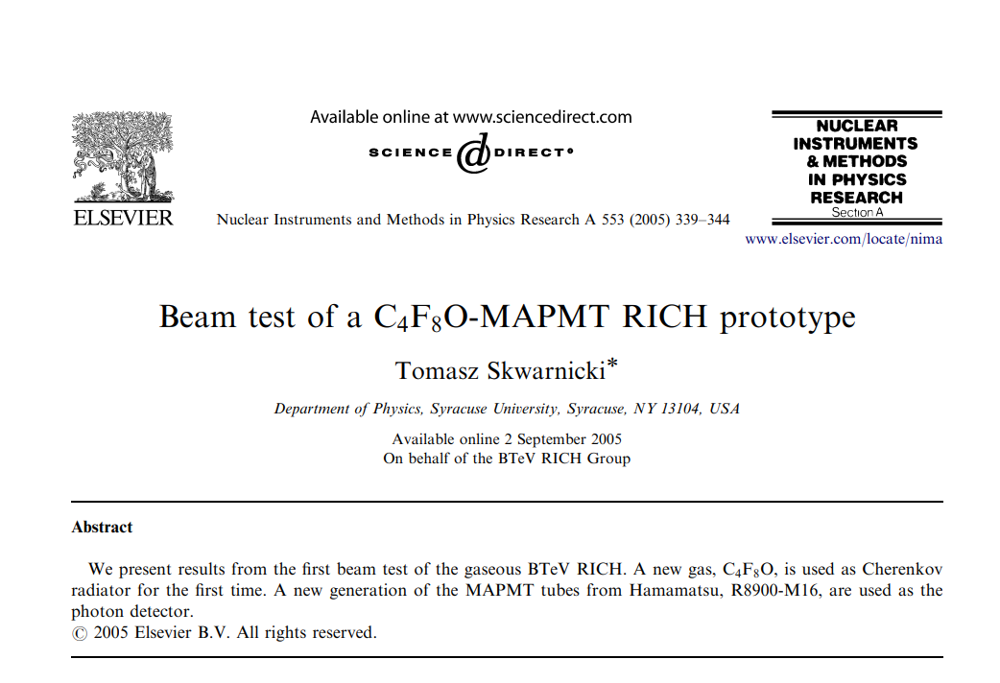 Available online at www.sciencedirect.com
SCIENCE DIRECT®
ELSEVIER
NUCLEAR
INSTRUMENTS
& METHODS
IN PHYSICS
RESEARCH
Section A
Nuclear Instruments and Methods in Physics Research A 553 (2005) 339–344
www.elsevier.com/locate/nima
Beam test of a C₄F₈O-MAPMT RICH prototype
Tomasz Skwarnicki*
Department of Physics, Syracuse University, Syracuse, NY 13104, USA
Available online 2 September 2005
On behalf of the BTeV RICH Group
Abstract
We present results from the first beam test of the gaseous BTeV RICH. A new gas, C₄F₈O, is used as Cherenkov
radiator for the first time. A new generation of the MAPMT tubes from Hamamatsu, R8900-M16, are used as the
photon detector.
© 2005 Elsevier B.V. All rights reserved.